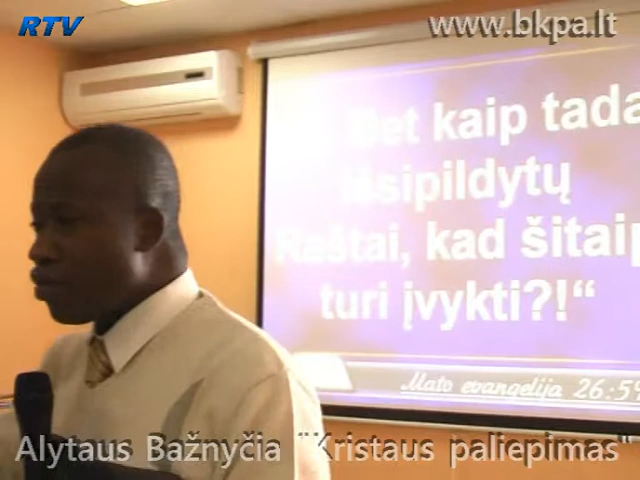 RTV
www.bkpa.lt
Bet kaip tada
išsipildytų
Raštai, kad šitaip
turi įvykti?!“
Mato evangelija 26:54
Alytaus Bažnyčia ¨Kristaus paliepimas"